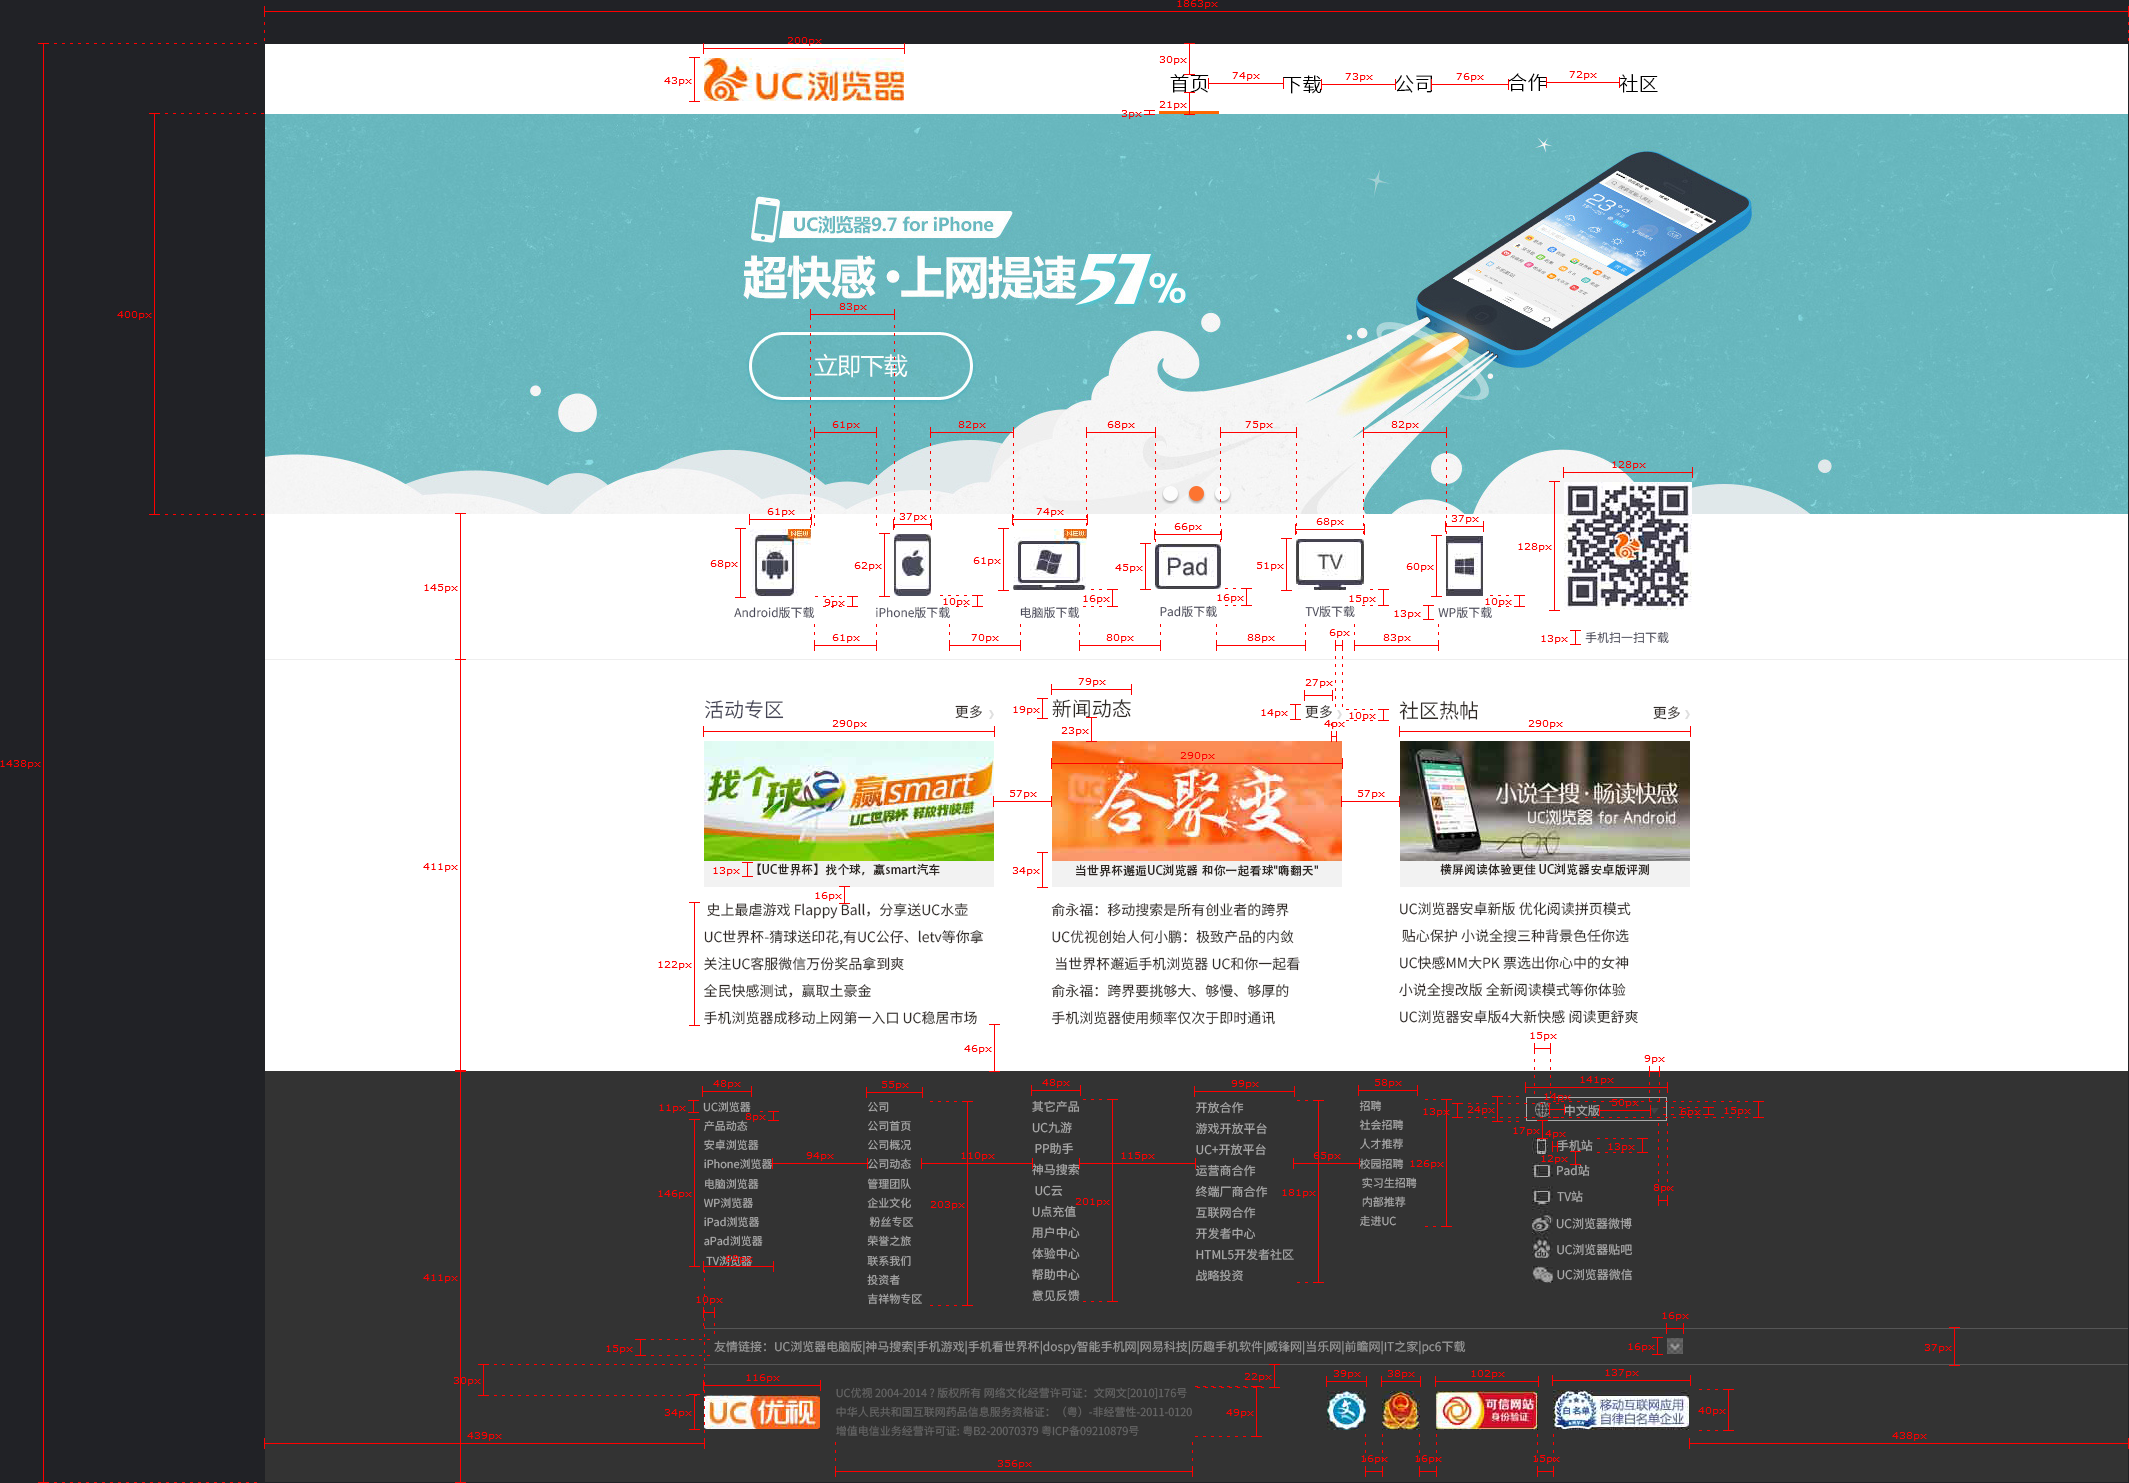 1863px
200px
43px
UC浏览器
30px
首页
74px
下载
73px
公司
76px
合作
72px
社区
21px
3px
UC浏览器9.7 for iPhone
超快感·上网提速57%
400px
83px
立即下载
61px
82px
68px
75px
82px
128px
61px
37px
74px
66px
68px
37px
NEW
NEW
68px
62px
61px
45px
Pad
51px
TV
60px
128px
145px
9px
10px
16px
16px
15px
10px
Android版下载
iPhone版下载
电脑版下载
Pad版下载
TV版下载
13px
WP版下载
61px
70px
80px
88px
6px
83px
13px
手机扫一扫下载
79px
27px
活动专区
更多
19px
新闻动态
14px
更多
10px
社区热帖
更多
290px
23px
4px
290px
290px
1438px
找个球 赢smart
UC世界杯 释放我快感
57px
UC
合聚变
57px
小说全搜·畅读快感
UC浏览器 for Android
411px
13px
【UC世界杯】找个球，赢smart汽车
34px
当世界杯邂逅UC浏览器 和你一起看球"嗨翻天"
横屏阅读体验更佳 UC浏览器安卓版评测
16px
史上最虐游戏 Flappy Ball，分享送UC水壶
UC世界杯-猜球送印花,有UC公仔、letv等你拿
关注UC客服微信万份奖品拿到爽
全民快感测试，赢取土豪金
手机浏览器成移动上网第一入口 UC稳居市场
122px
俞永福：移动搜索是所有创业者的跨界
UC优视创始人何小鹏：极致产品的内敛
当世界杯邂逅手机浏览器 UC和你一起看
俞永福：跨界要挑够大、够慢、够厚的
手机浏览器使用频率仅次于即时通讯
UC浏览器安卓新版 优化阅读拼页模式
贴心保护 小说全搜三种背景色任你选
UC快感MM大PK 票选出你心中的女神
小说全搜改版 全新阅读模式等你体验
UC浏览器安卓版4大新快感 阅读更舒爽
46px
15px
9px
48px
55px
48px
99px
58px
141px
11px
8px
UC浏览器
产品动态
安卓浏览器
iPhone浏览器
电脑浏览器
WP浏览器
iPad浏览器
aPad浏览器
TV浏览器
146px
94px
公司
公司首页
公司概况
公司动态
管理团队
企业文化
粉丝专区
荣誉之旅
联系我们
投资者
吉祥物专区
203px
110px
其它产品
UC九游
PP助手
神马搜索
UC云
U点充值
用户中心
体验中心
帮助中心
意见反馈
201px
115px
开放合作
游戏开放平台
UC+开放平台
运营商合作
终端厂商合作
互联网合作
开发者中心
HTML5开发者社区
战略投资
181px
65px
招聘
社会招聘
人才推荐
校园招聘
实习生招聘
内部推荐
走进UC
126px
13px
24px
中文版
50px
15px
17px
4px
手机站
13px
12px
Pad站
8px
TV站
UC浏览器微博
UC浏览器贴吧
UC浏览器微信
411px
10px
16px
15px
友情链接：UC浏览器电脑版|神马搜索|手机游戏|手机看世界杯|dospy智能手机网|网易科技|历趣手机软件|威锋网|当乐网|前瞻网|IT之家|pc6下载
16px
37px
30px
116px
22px
39px
38px
102px
137px
34px
UC优视
UC优视 2004-2014 ? 版权所有 网络文化经营许可证：文网文[2010]176号
中华人民共和国互联网药品信息服务资格证：（粤）-非经营性-2011-0120
增值电信业务经营许可证: 粤B2-20070379 粤ICP备09210879号
49px
可信网站
身份验证
白名单
移动互联网应用
自律白名单企业
40px
439px
356px
16px
16px
15px
438px